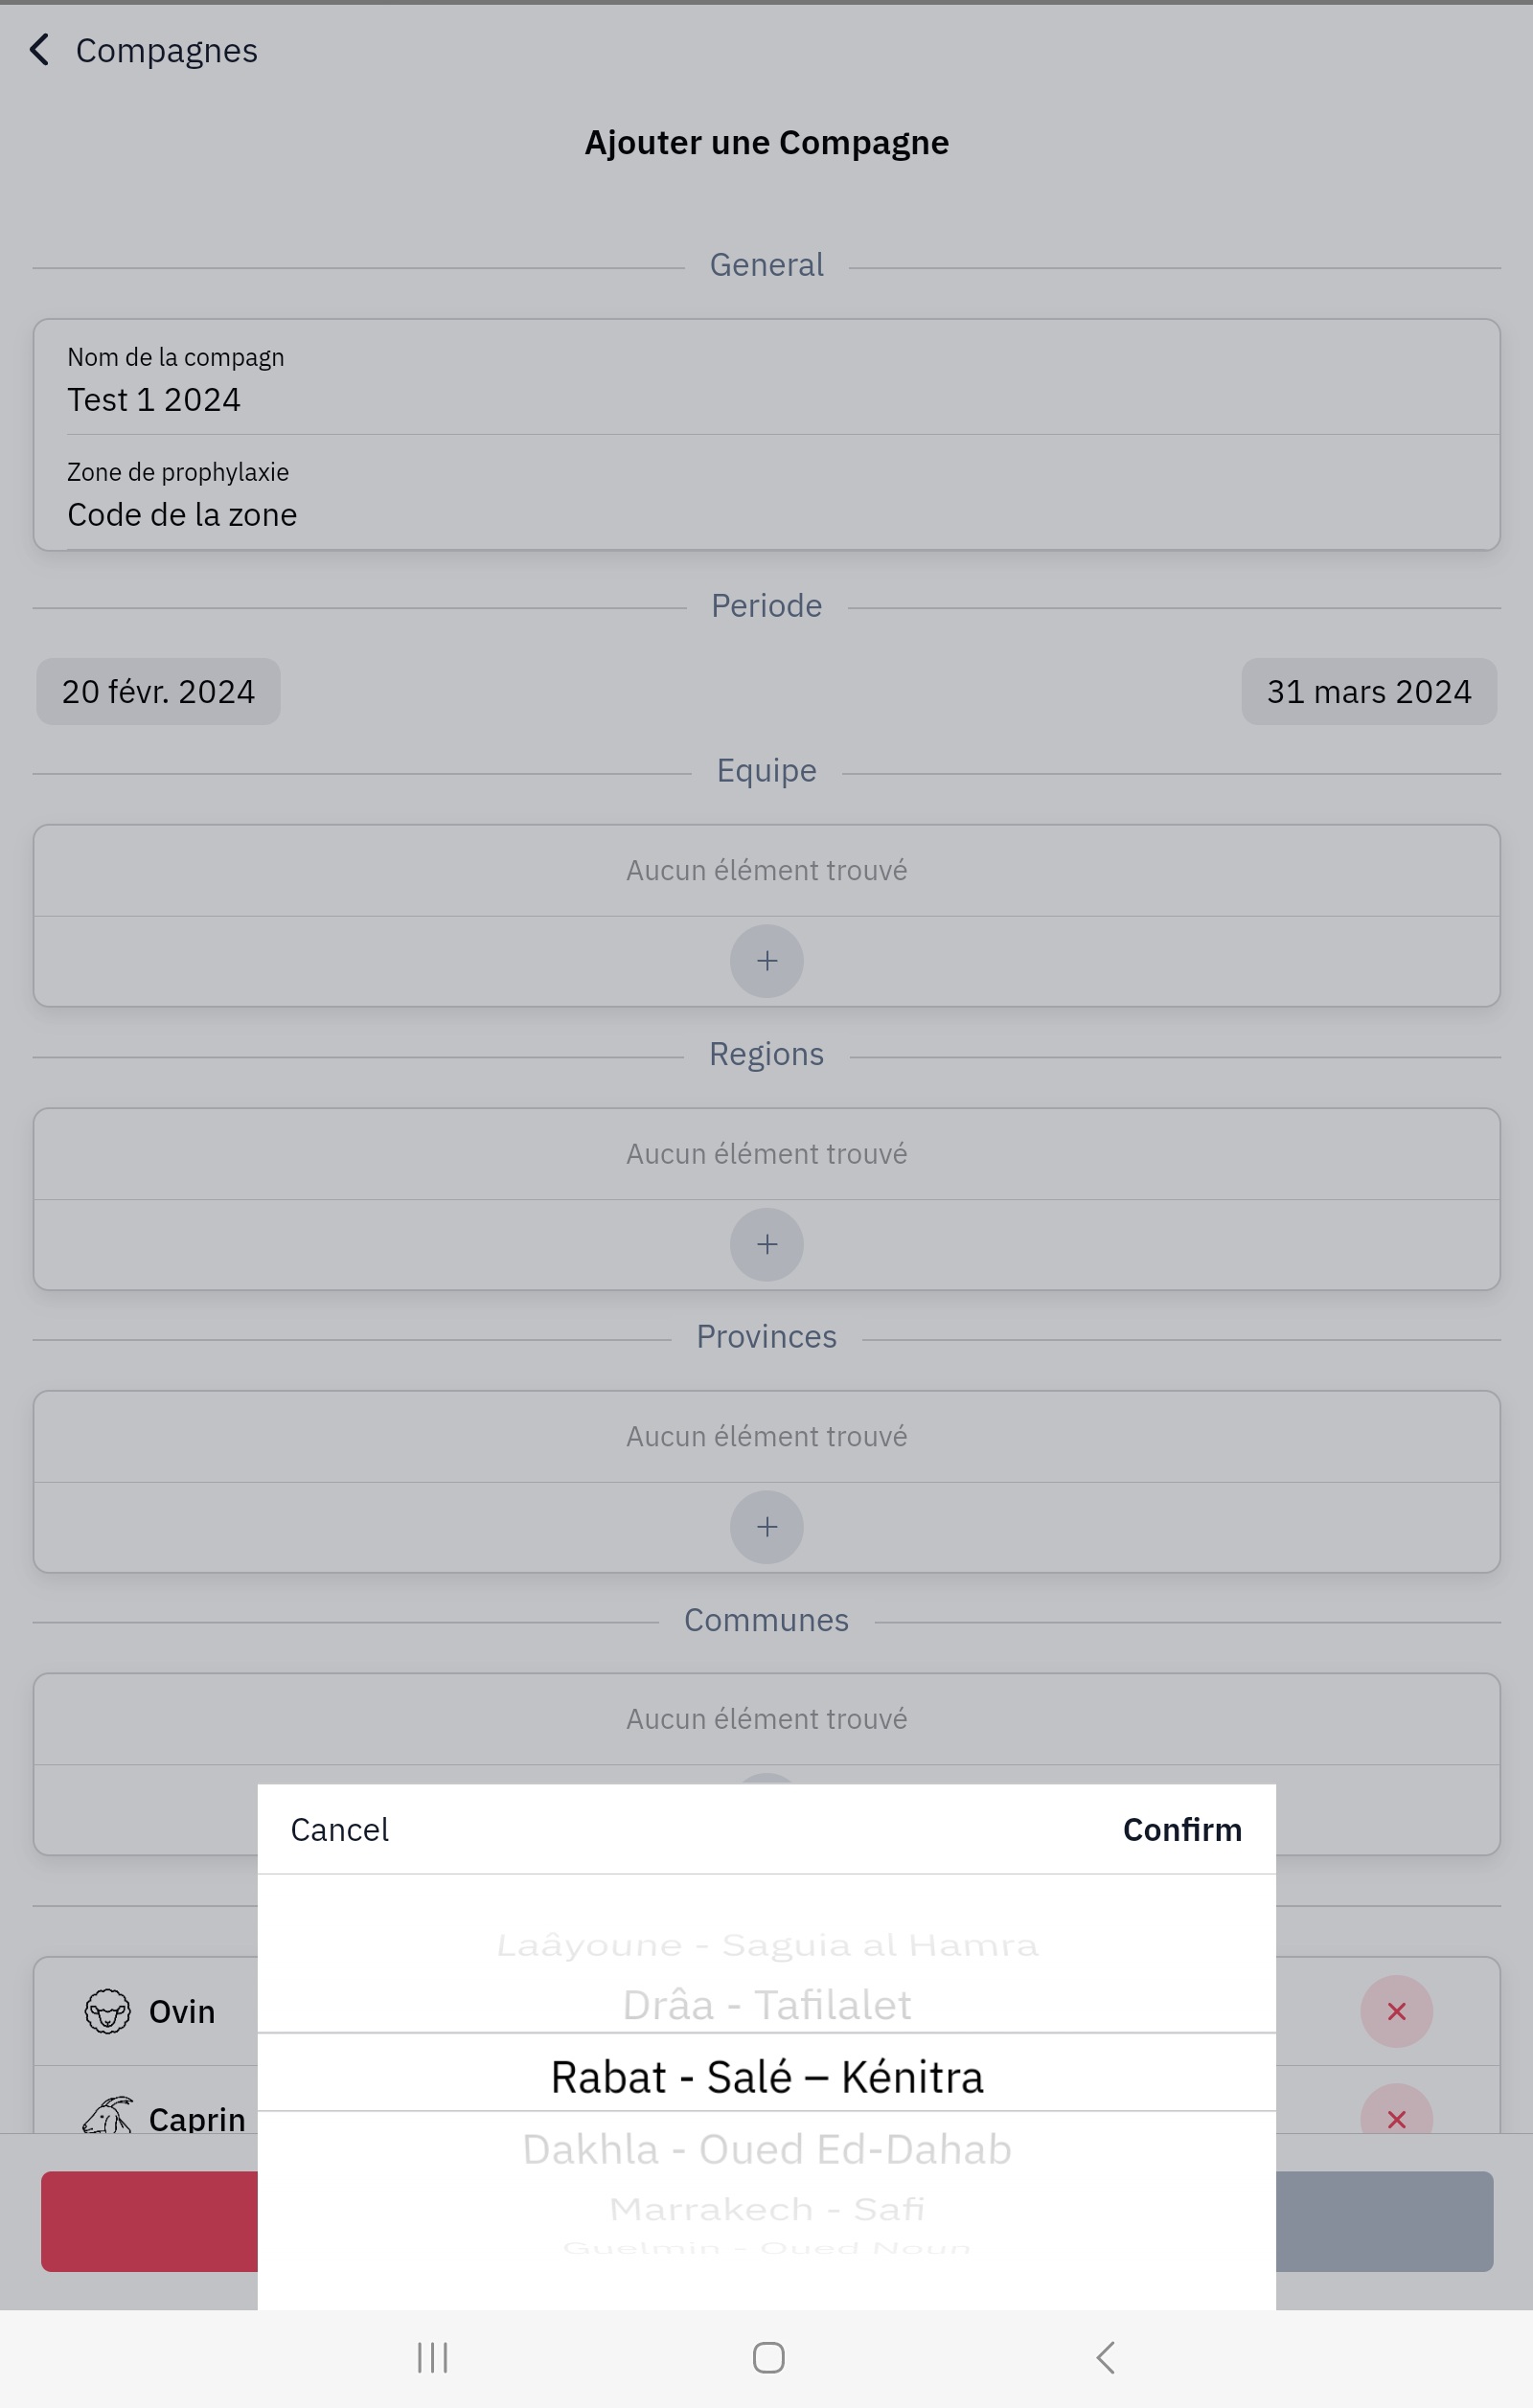 Compagnes
Ajouter une Compagne
General
Nom de la compagn
Test 1 2024
Zone de prophylaxie
Code de la zone
Periode
20 févr. 2024
31 mars 2024
Equipe
Aucun élément trouvé
Regions
Aucun élément trouvé
Provinces
Aucun élément trouvé
Communes
Aucun élément trouvé
Cancel
Confirm
Laâyoune - Saguia al Hamra
Drâa - Tafilalet
Ovin
Rabat - Salé – Kénitra
Caprin
Dakhla - Oued Ed-Dahab
Marrakech - Safi
Guelmin - Oued Noun